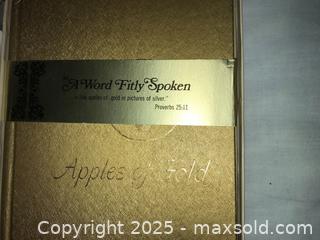 "A Word Fitly Spoken
is like apples of gold in pictures of silver."
Proverbs 25:11
Apples of Gold
Copyright 2025 - maxsold.com